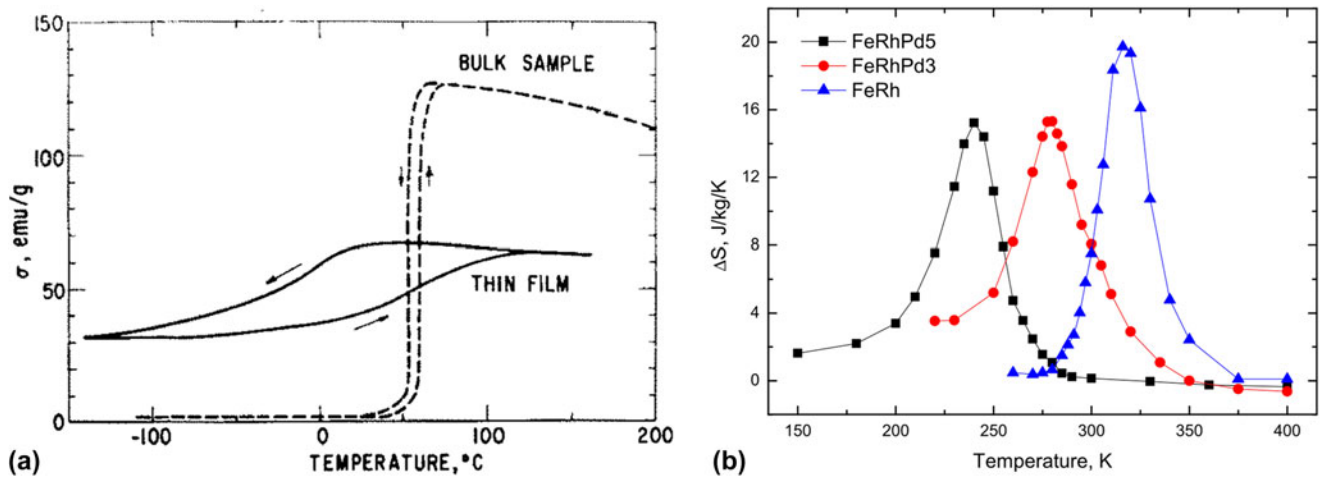 150
100
50
0
σ, emu/g
BULK SAMPLE
THIN FILM
-100
0
100
200
TEMPERATURE, °C
(a)
20
16
12
8
4
0
ΔS, J/kg/K
FeRhPd5
FeRhPd3
FeRh
150
200
250
300
350
400
Temperature, K
(b)